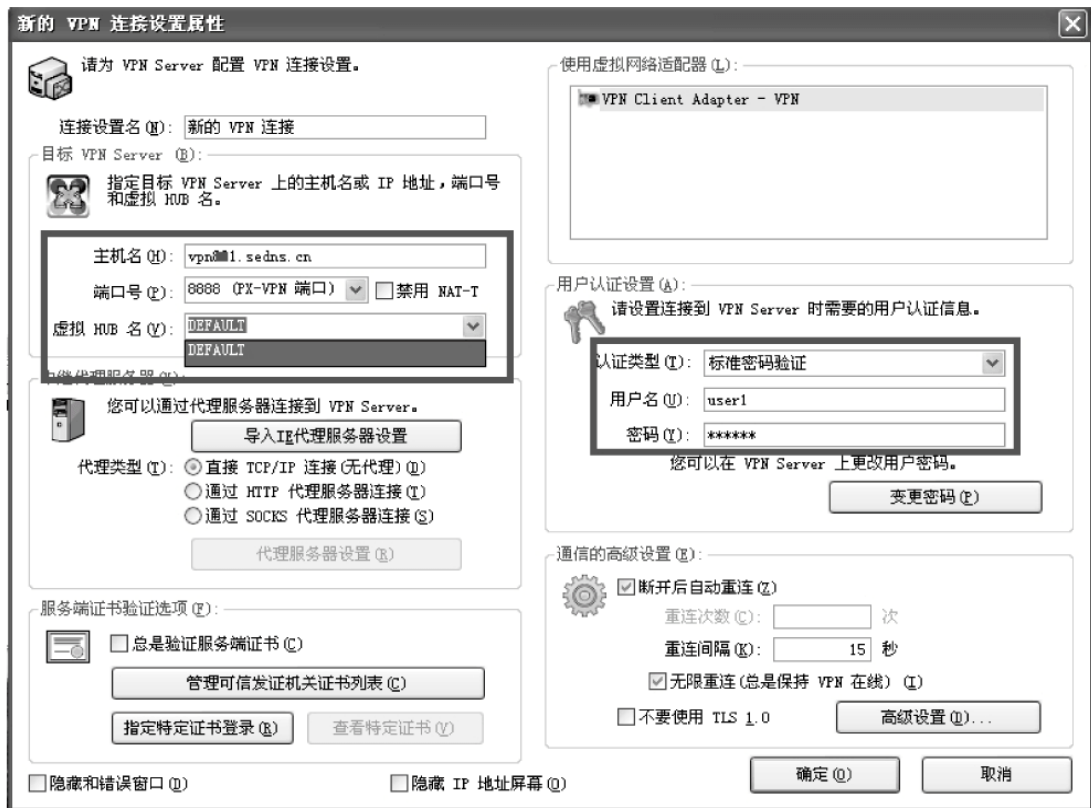 新的 VPN 连接设置属性
请为 VPN Server 配置 VPN 连接设置。
连接设置名(N): 新的 VPN 连接
目标 VPN Server (B):
指定目标 VPN Server 上的主机名或 IP 地址,端口号
和虚拟 HUB 名。
主机名(H): vpn 1.sedns.cn
端口号(P): 8888 (PX-VPN 端口) 禁用 NAT-T
虚拟 HUB 名(V): DEFAULT
DEFAULT
中继代理服务器
您可以通过代理服务器连接到 VPN Server。
导入IE代理服务器设置
代理类型(T): 直接 TCP/IP 连接(无代理)(D)
通过 HTTP 代理服务器连接(T)
通过 SOCKS 代理服务器连接(S)
代理服务器设置(R)
服务端证书验证选项(F):
总是验证服务端证书(C)
管理可信发证机关证书列表(C)
指定特定证书登录(R) 查看特定证书(V)
隐藏和错误窗口(D) 隐藏 IP 地址屏幕(O)
使用虚拟网络适配器(L):
VPN Client Adapter - VPN
用户认证设置(A):
请设置连接到 VPN Server 时需要的用户认证信息。
认证类型(T): 标准密码验证
用户名(U): user1
密码(Y): ******
您可以在 VPN Server 上更改用户密码。
变更密码(P)
通信的高级设置(E):
断开后自动重连(Z)
重连次数(C): 次
重连间隔(K): 15 秒
无限重连(总是保持 VPN 在线) (I)
不要使用 TLS 1.0 高级设置(D)...
确定(O) 取消